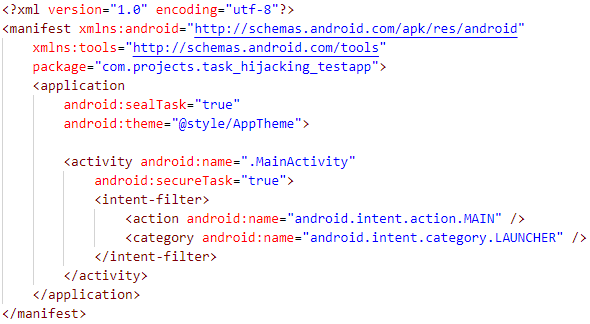 <?xml version="1.0" encoding="utf-8"?>
<manifest xmlns:android="http://schemas.android.com/apk/res/android"
xmlns:tools="http://schemas.android.com/tools"
package="com.projects.task_hijacking_testapp">
<application
android:sealTask="true"
android:theme="@style/AppTheme">
<activity android:name=".MainActivity"
android:secureTask="true">
<intent-filter>
<action android:name="android.intent.action.MAIN" />
<category android:name="android.intent.category.LAUNCHER" />
</intent-filter>
</activity>
</application>
</manifest>